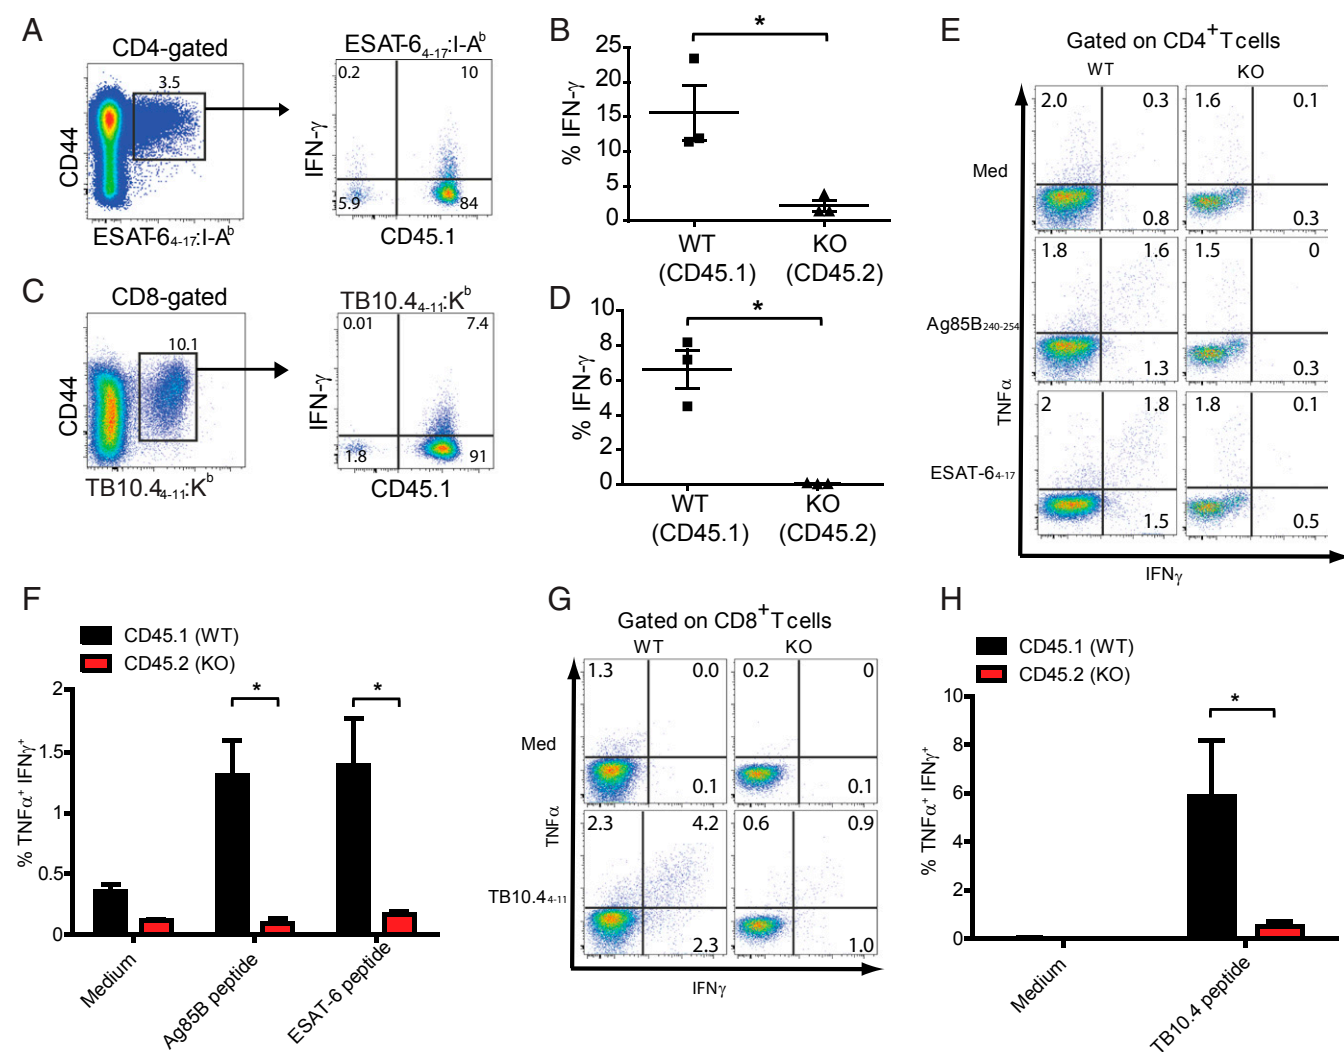 A
CD4-gated
3.5
CD44
ESAT-6₄₋₁₇:I-Aᵇ
ESAT-6₄₋₁₇:I-Aᵇ
0.2 10
IFN-γ
5.9 84
CD45.1
B
*
% IFN-γ
25
20
15
10
5
0
WT KO
(CD45.1) (CD45.2)
C
CD8-gated
10.1
CD44
TB10.4₄₋₁₁:Kᵇ
TB10.4₄₋₁₁:Kᵇ
0.01 7.4
IFN-γ
1.8 91
CD45.1
D
*
% IFN-γ
10
8
6
4
2
0
WT KO
(CD45.1) (CD45.2)
E
Gated on CD4⁺T cells
WT KO
Med
2.0 0.3 1.6 0.1
0.8 0.3
Ag85B₂₄₀₋₂₅₄
1.8 1.6 1.5 0
1.3 0.3
ESAT-6₄₋₁₇
2 1.8 1.8 0.1
1.5 0.5
TNFα
IFNγ
F
CD45.1 (WT)
CD45.2 (KO)
% TNFα⁺ IFNγ⁺
2
1.5
1
0.5
0
* *
Medium
Ag85B peptide
ESAT-6 peptide
G
Gated on CD8⁺T cells
WT KO
Med
1.3 0.0 0.2 0
0.1 0.1
TB10.4₄₋₁₁
2.3 4.2 0.6 0.9
2.3 1.0
TNFα
IFNγ
H
CD45.1 (WT)
CD45.2 (KO)
% TNFα⁺ IFNγ⁺
10
8
6
4
2
0
*
Medium
TB10.4 peptide